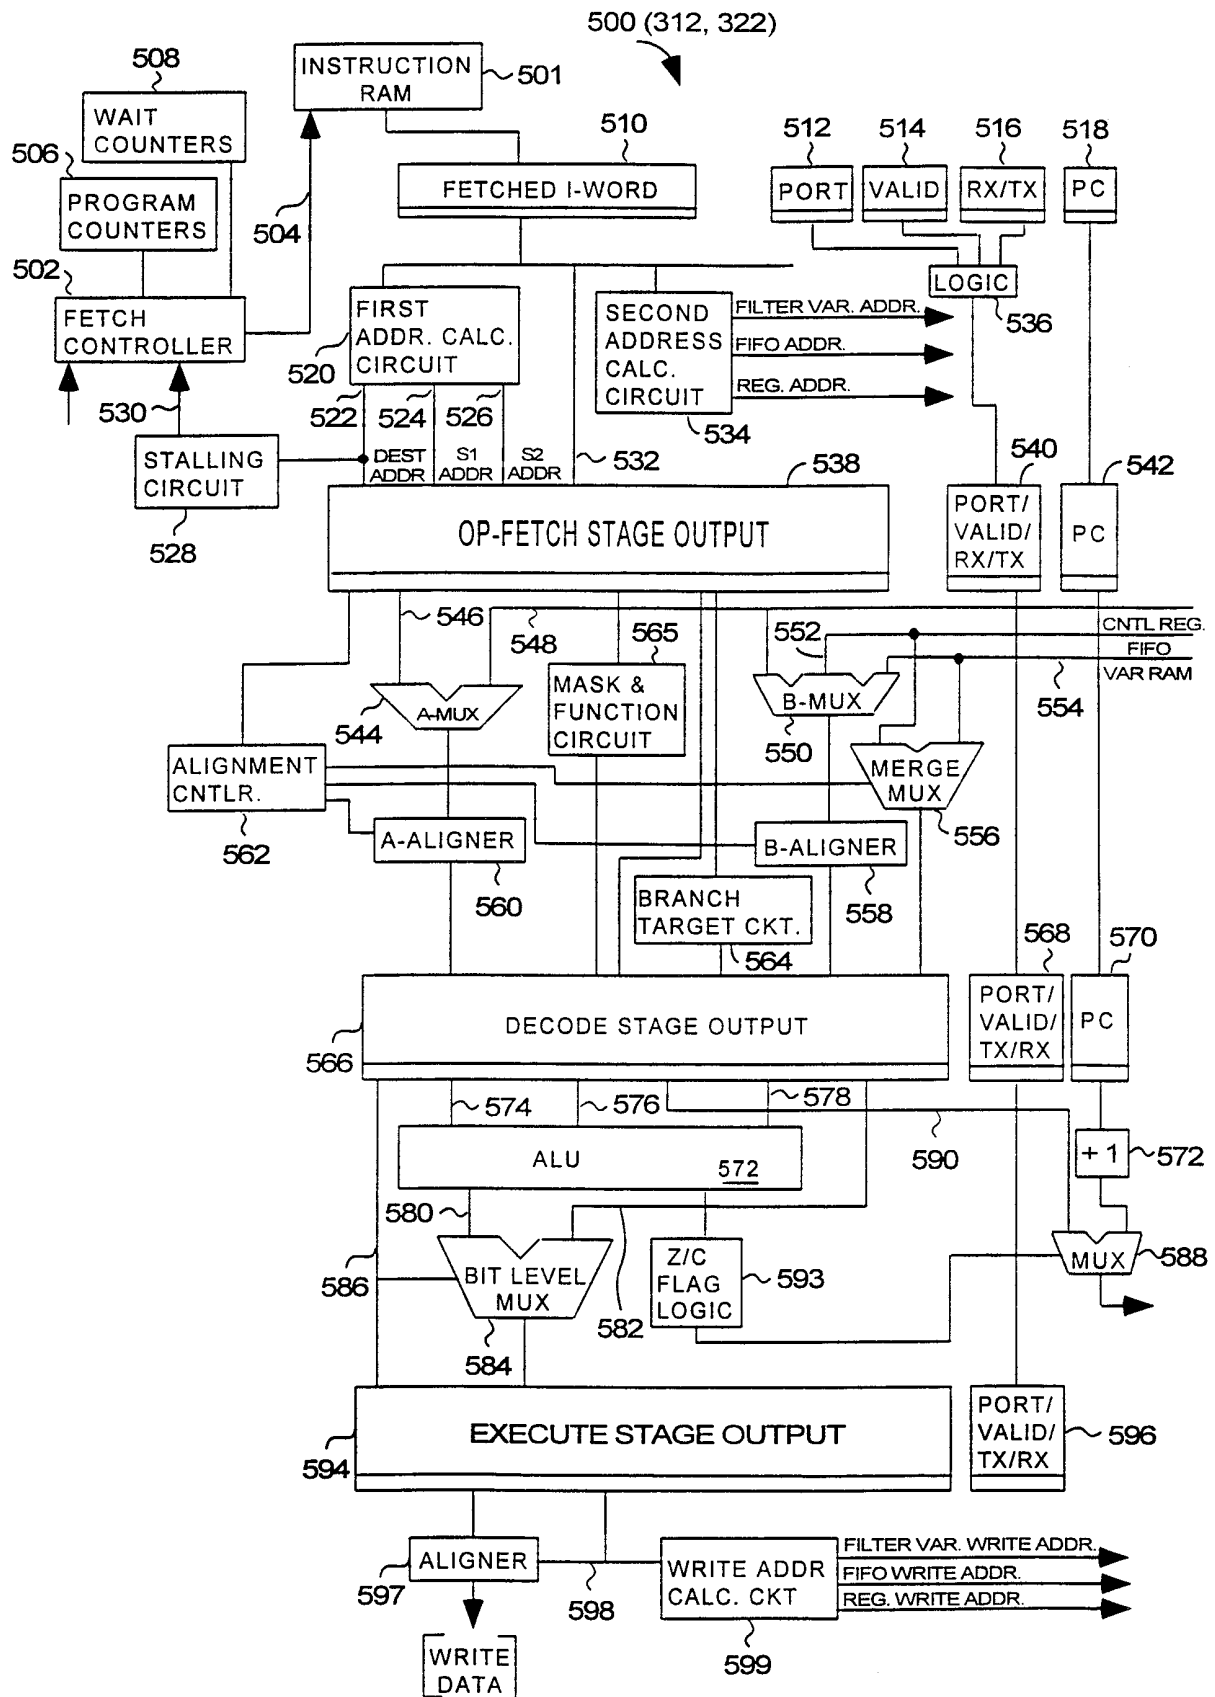 500 (312, 322)
508
INSTRUCTION
RAM
501
WAIT
COUNTERS
506
510
512
514
516
518
PROGRAM
COUNTERS
504
FETCHED I-WORD
PORT
VALID
RX/TX
PC
502
FETCH
CONTROLLER
FIRST
ADDR. CALC.
CIRCUIT
520
SECOND
ADDRESS
CALC.
CIRCUIT
FILTER VAR. ADDR.
FIFO ADDR.
REG. ADDR.
LOGIC
536
530
522
524
526
534
STALLING
CIRCUIT
528
DEST
ADDR
S1
ADDR
S2
ADDR
532
538
540
542
OP-FETCH STAGE OUTPUT
PORT/
VALID/
RX/TX
PC
546
548
565
552
CNTL REG.
FIFO
VAR RAM
554
544
A-MUX
MASK &
FUNCTION
CIRCUIT
B-MUX
550
ALIGNMENT
CNTLR.
562
MERGE
MUX
556
A-ALIGNER
560
B-ALIGNER
558
BRANCH
TARGET CKT.
564
568
570
DECODE STAGE OUTPUT
566
PORT/
VALID/
TX/RX
PC
574
576
578
590
ALU
572
+ 1
572
580
586
BIT LEVEL
MUX
584
582
Z/C
FLAG
LOGIC
593
MUX
588
EXECUTE STAGE OUTPUT
594
PORT/
VALID/
TX/RX
596
ALIGNER
597
598
WRITE ADDR
CALC. CKT
599
FILTER VAR. WRITE ADDR.
FIFO WRITE ADDR.
REG. WRITE ADDR.
WRITE
DATA